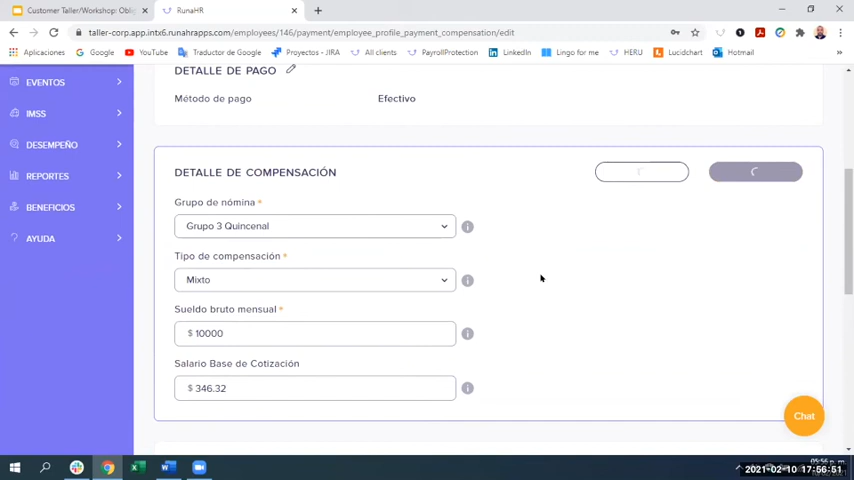 Customer Taller/Workshop: Oblig
RunaHR
taller-corp.app.intx6.runahrapps.com/employees/146/payment/employee_profile_payment_compensation/edit
Aplicaciones
Google
YouTube
Traductor de Google
Proyectos - JIRA
All clients
PayrollProtection
LinkedIn
Lingo for me
HERU
Lucidchart
Hotmail
EVENTOS
IMSS
DESEMPEÑO
REPORTES
BENEFICIOS
AYUDA
DETALLE DE PAGO
Método de pago Efectivo
DETALLE DE COMPENSACIÓN
Grupo de nómina *
Grupo 3 Quincenal
Tipo de compensación *
Mixto
Sueldo bruto mensual *
$ 10000
Salario Base de Cotización
$ 346.32
Chat
05:56 p. m.
2021-02-10 17:56:51